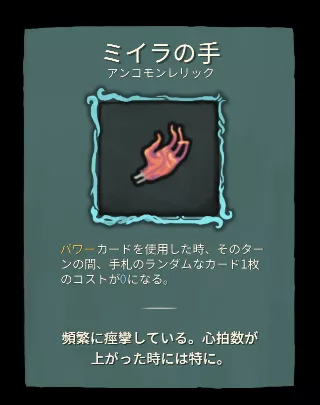 ミイラの手
アンコモンレリック
パワーカードを使用した時、そのター
ンの間、手札のランダムなカード1枚
のコストが0になる。
頻繁に痙攣している。心拍数が
上がった時には特に。